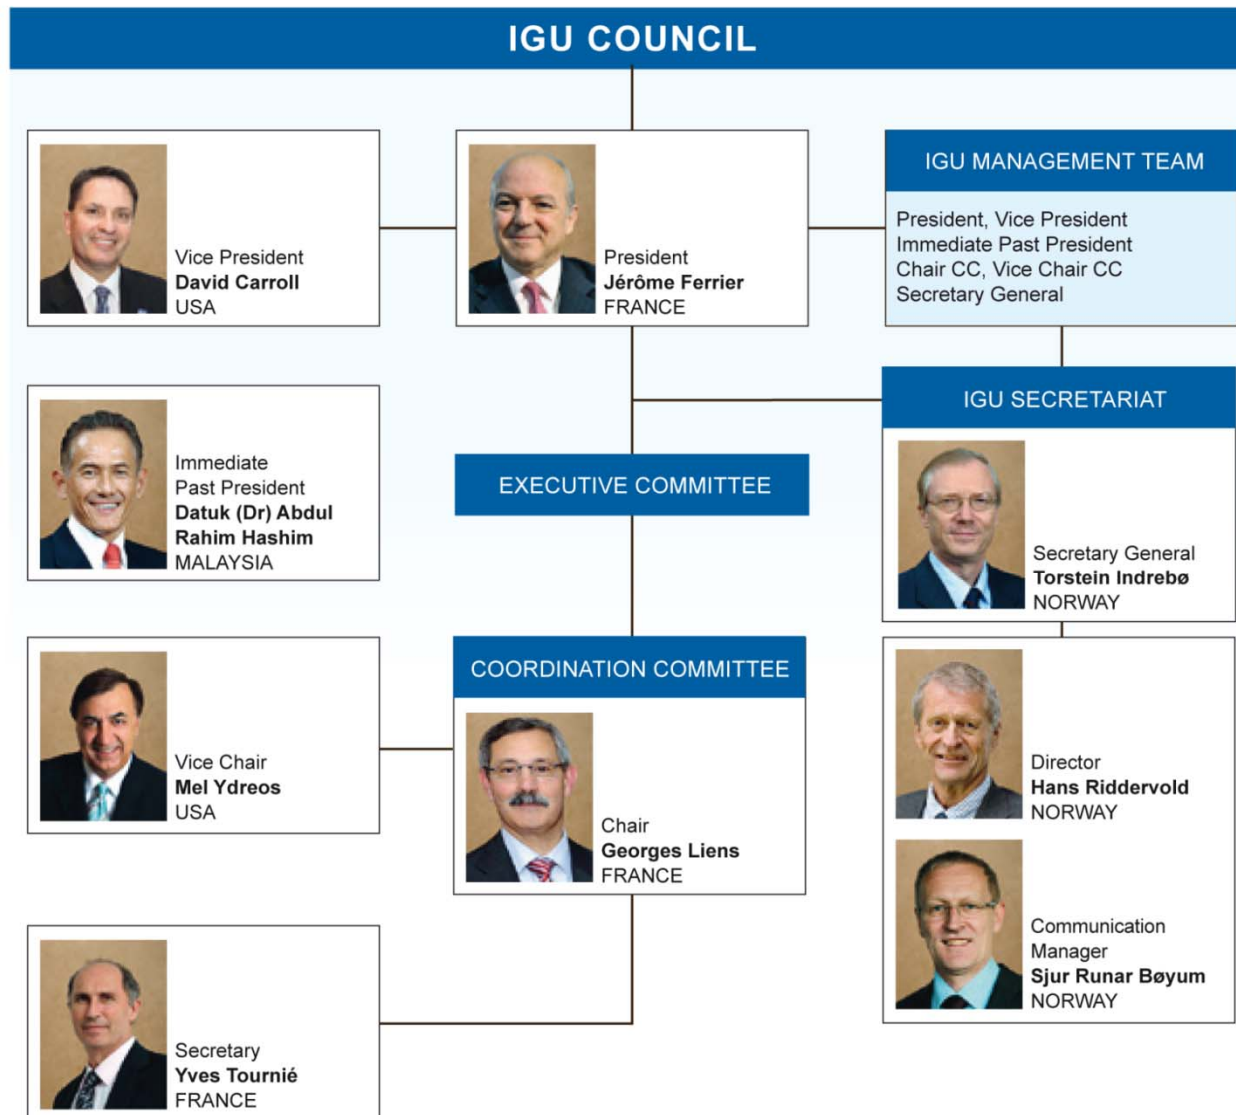 IGU COUNCIL
Vice President
David Carroll
USA
President
Jérôme Ferrier
FRANCE
IGU MANAGEMENT TEAM
President, Vice President
Immediate Past President
Chair CC, Vice Chair CC
Secretary General
Immediate
Past President
Datuk (Dr) Abdul
Rahim Hashim
MALAYSIA
EXECUTIVE COMMITTEE
IGU SECRETARIAT
Secretary General
Torstein Indrebø
NORWAY
Vice Chair
Mel Ydreos
USA
COORDINATION COMMITTEE
Chair
Georges Liens
FRANCE
Director
Hans Riddervold
NORWAY
Communication
Manager
Sjur Runar Bøyum
NORWAY
Secretary
Yves Tournié
FRANCE